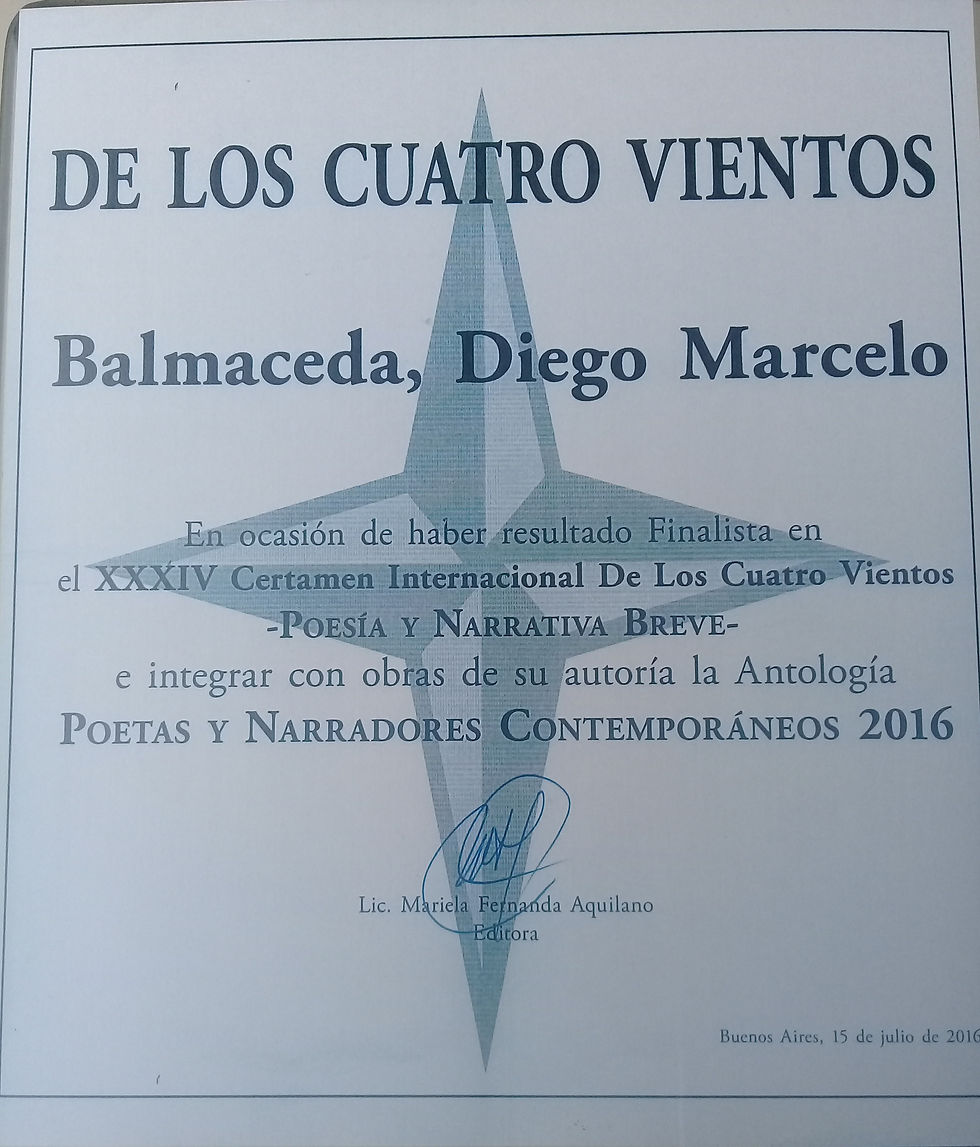 DE LOS CUATRO VIENTOS
Balmaceda, Diego Marcelo
En ocasión de haber resultado Finalista en
el XXXIV Certamen Internacional De Los Cuatro Vientos
-POESÍA Y NARRATIVA BREVE-
e integrar con obras de su autoría la Antología
POETAS Y NARRADORES CONTEMPORÁNEOS 2016
Lic. Mariela Fernanda Aquilano
Editora
Buenos Aires, 15 de julio de 2016